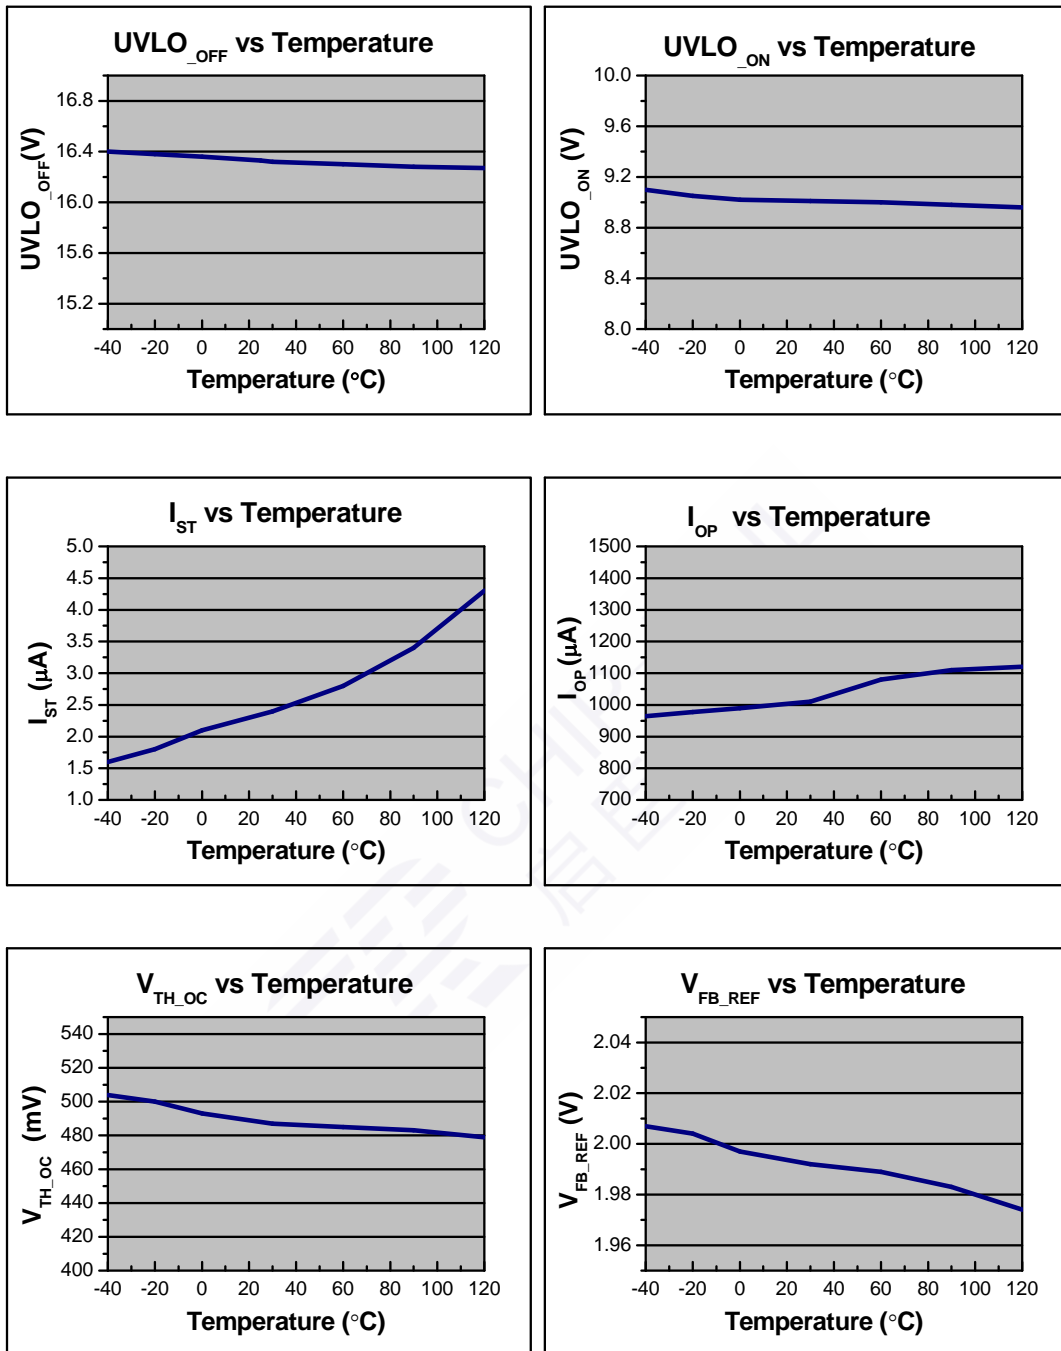 UVLO_OFF vs Temperature
UVLO_OFF(V)
16.8
16.4
16.0
15.6
15.2
-40 -20 0 20 40 60 80 100 120
Temperature (°C)
UVLO_ON vs Temperature
UVLO_ON (V)
10.0
9.6
9.2
8.8
8.4
8.0
-40 -20 0 20 40 60 80 100 120
Temperature (°C)
I_ST vs Temperature
I_ST (µA)
5.0
4.5
4.0
3.5
3.0
2.5
2.0
1.5
1.0
-40 -20 0 20 40 60 80 100 120
Temperature (°C)
I_OP vs Temperature
I_OP (µA)
1500
1400
1300
1200
1100
1000
900
800
700
-40 -20 0 20 40 60 80 100 120
Temperature (°C)
V_TH_OC vs Temperature
V_TH_OC (mV)
540
520
500
480
460
440
420
400
-40 -20 0 20 40 60 80 100 120
Temperature (°C)
V_FB_REF vs Temperature
V_FB_REF (V)
2.04
2.02
2.00
1.98
1.96
-40 -20 0 20 40 60 80 100 120
Temperature (°C)